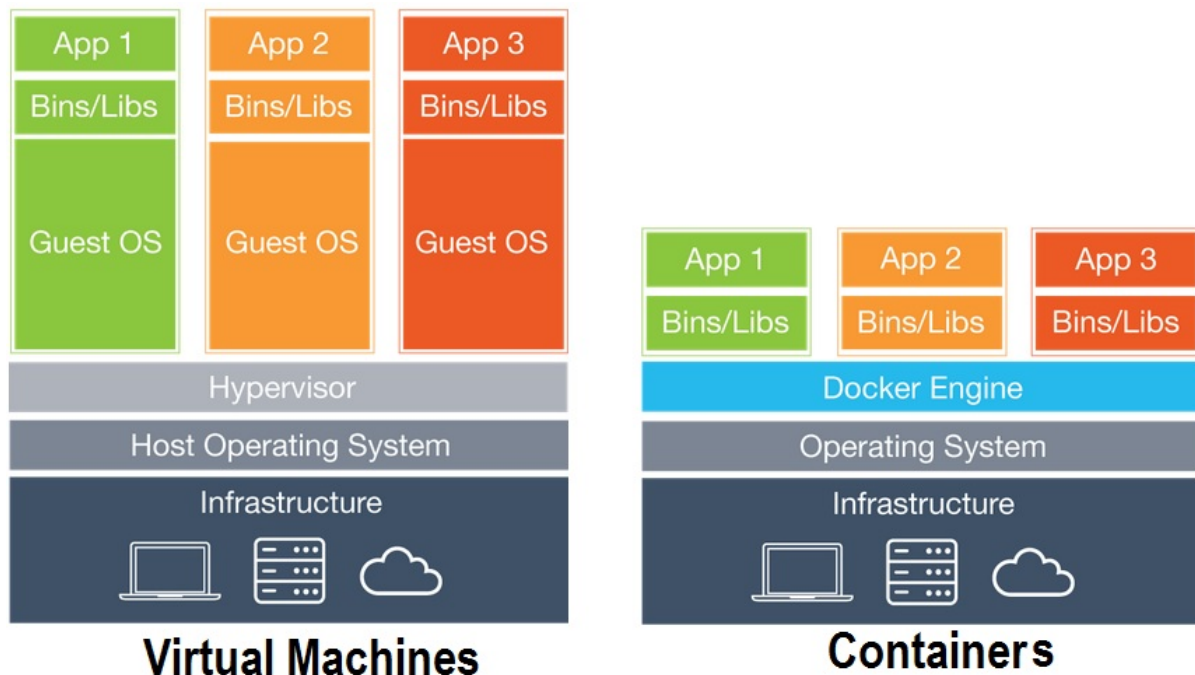 App 1
App 2
App 3
Bins/Libs
Bins/Libs
Bins/Libs
Guest OS
Guest OS
Guest OS
Hypervisor
Host Operating System
Infrastructure
Virtual Machines
App 1
App 2
App 3
Bins/Libs
Bins/Libs
Bins/Libs
Docker Engine
Operating System
Infrastructure
Containers